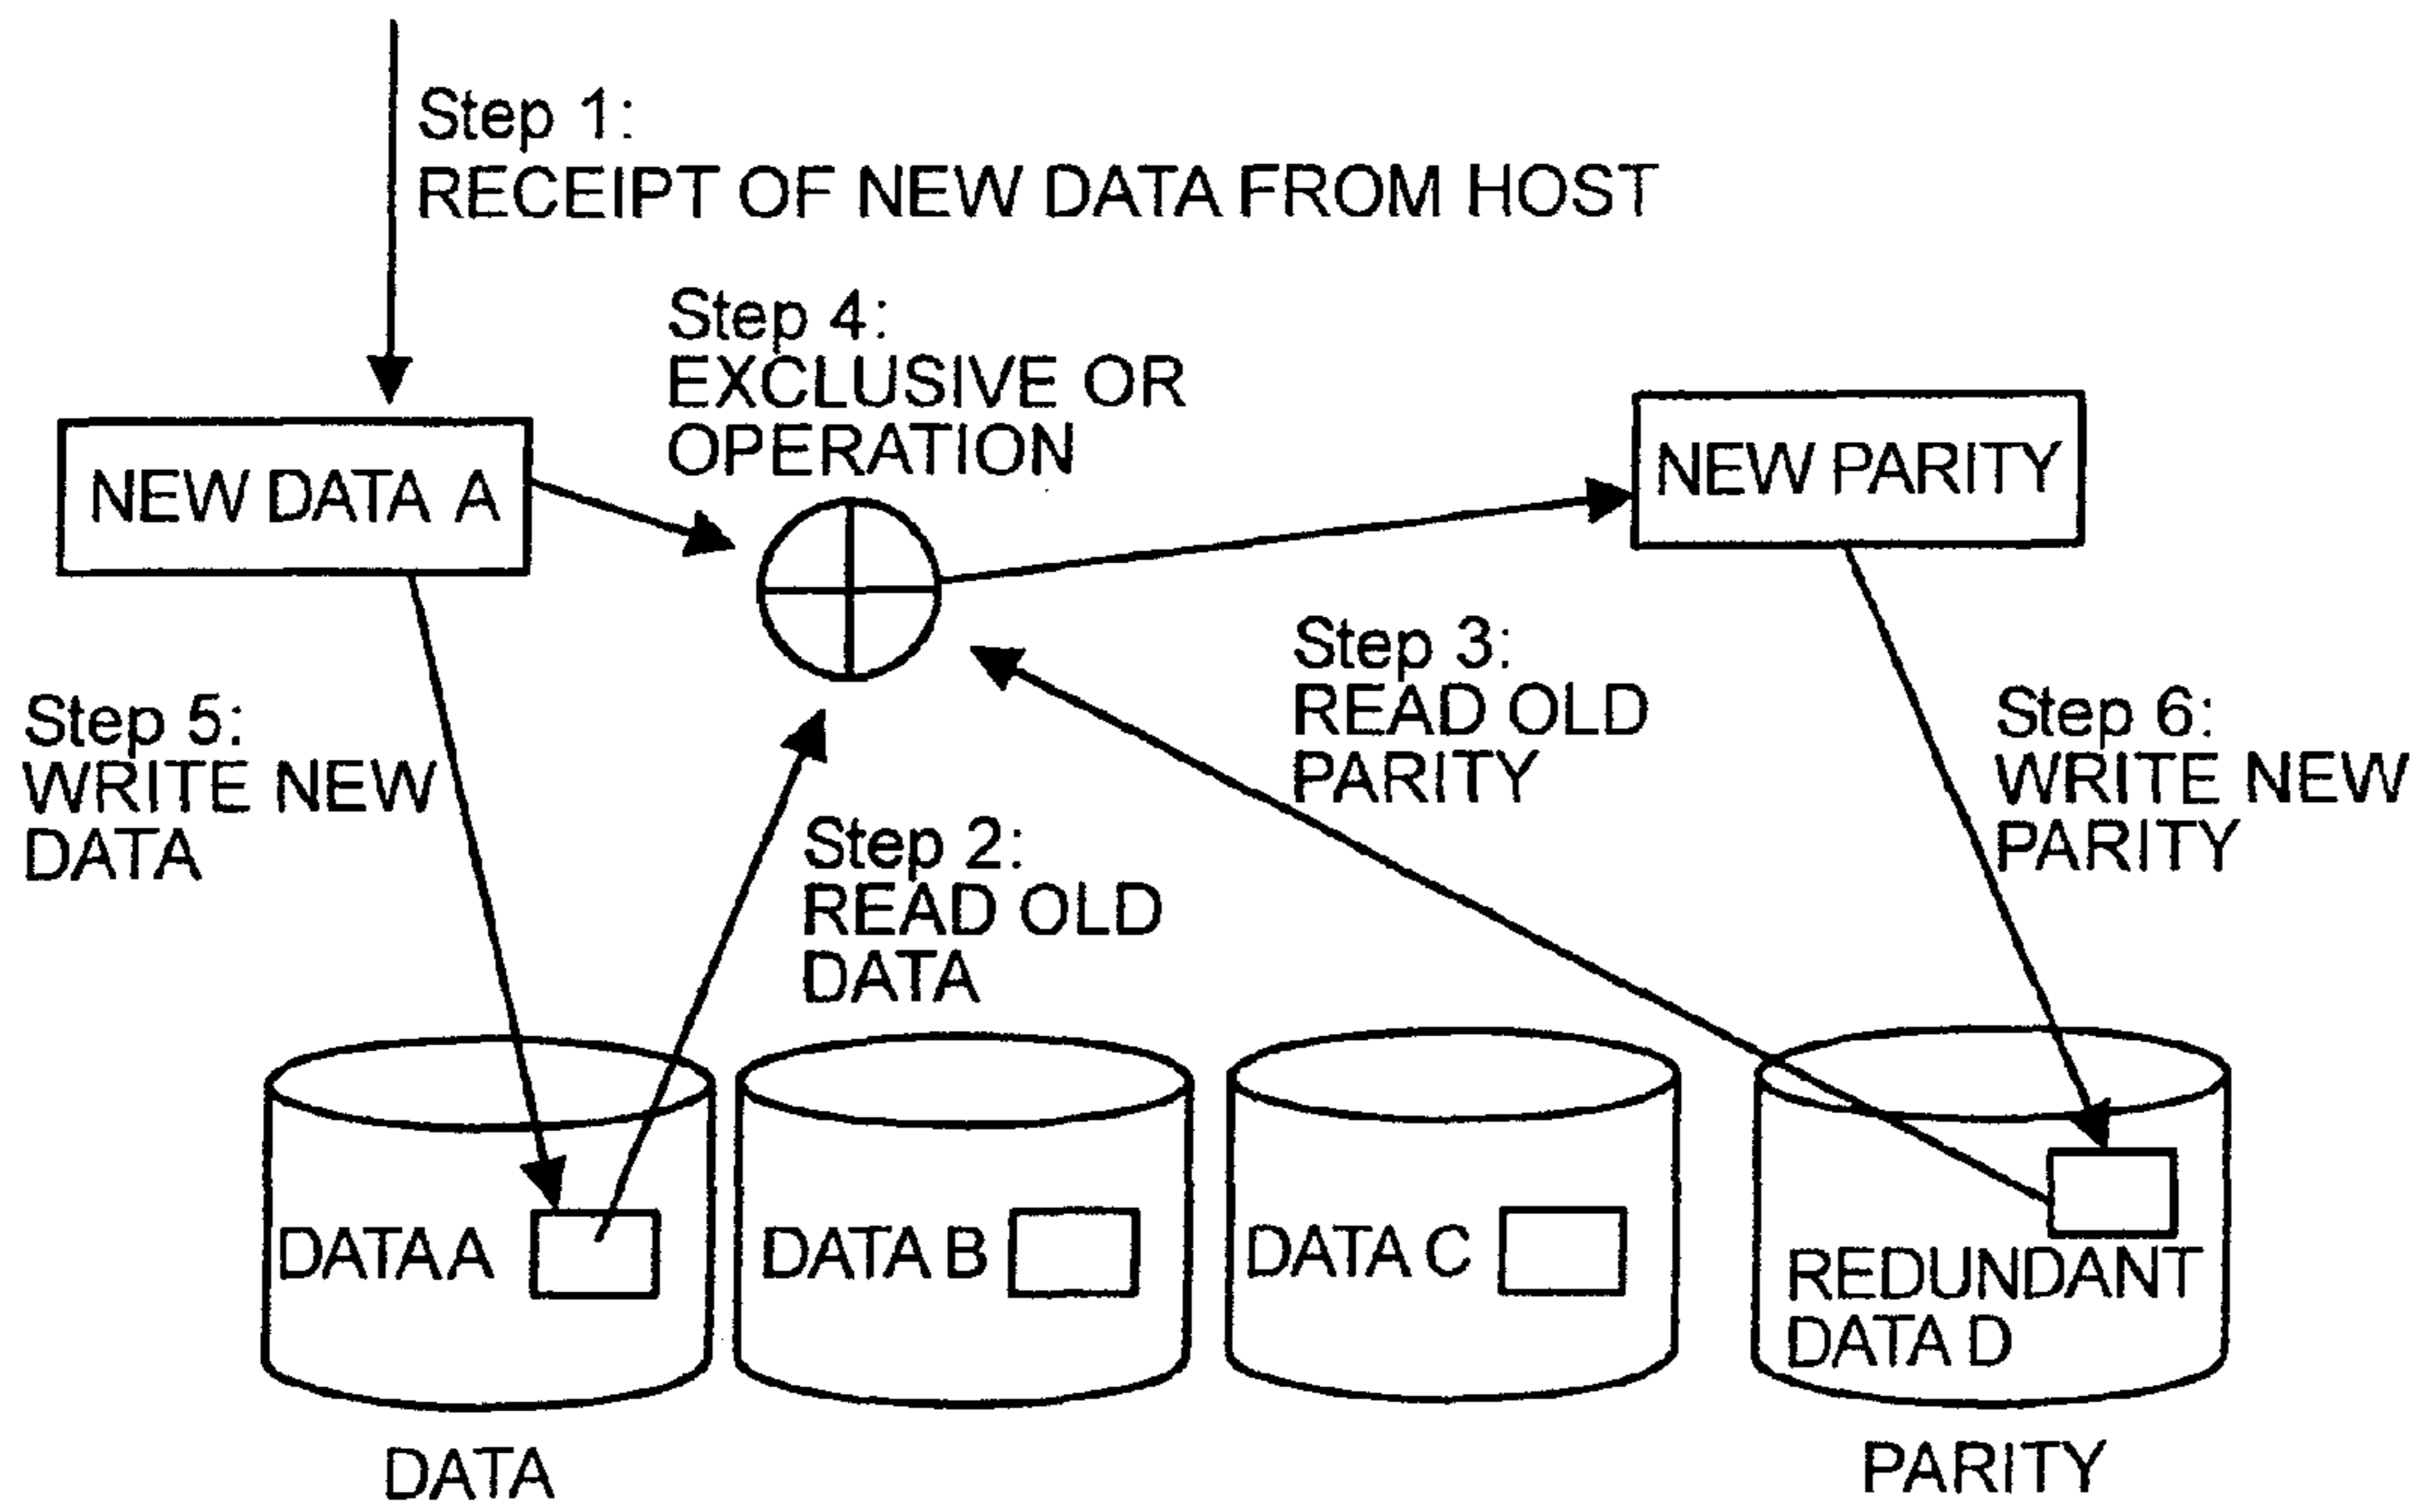 Step 1:
RECEIPT OF NEW DATA FROM HOST
Step 4:
EXCLUSIVE OR
OPERATION
NEW DATA A
NEW PARITY
Step 3:
READ OLD
PARITY
Step 5:
WRITE NEW
DATA
Step 6:
WRITE NEW
PARITY
Step 2:
READ OLD
DATA
DATA A
DATA B
DATA C
REDUNDANT
DATA D
DATA
PARITY